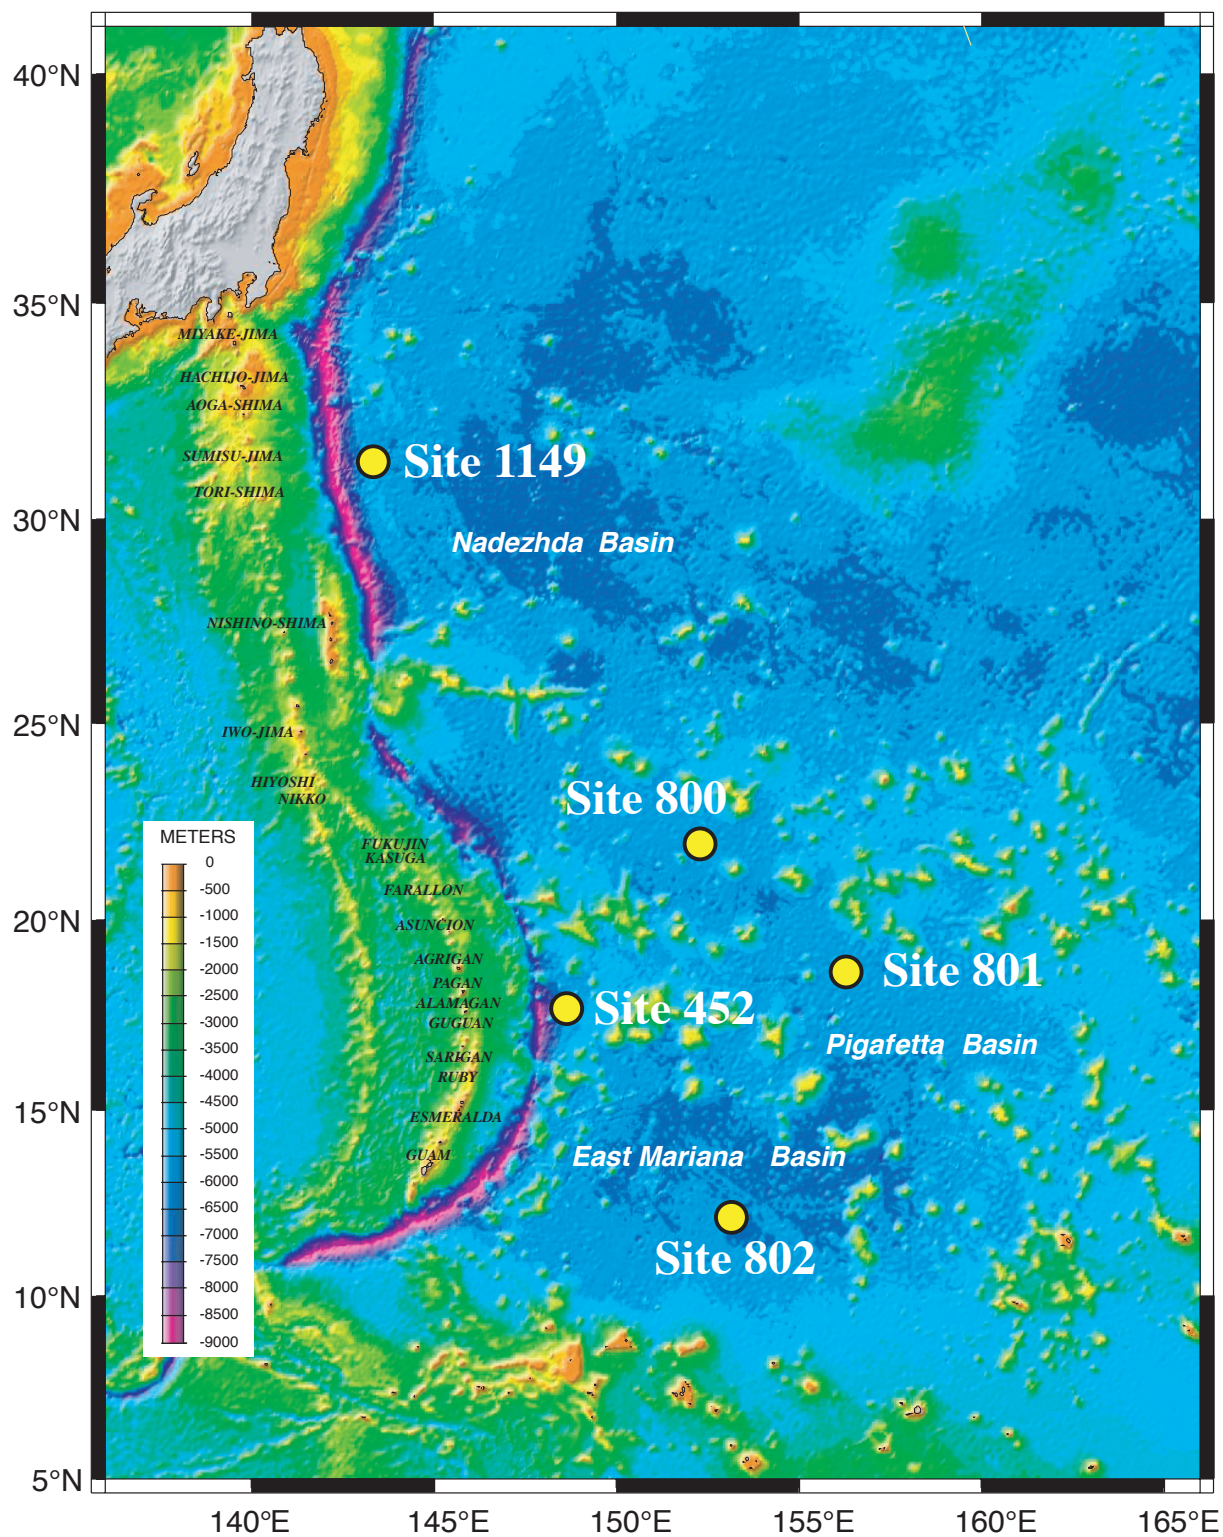 40°N
35°N
MIYAKE-JIMA
HACHIJO-JIMA
AOGA-SHIMA
SUMISU-JIMA
Site 1149
TORI-SHIMA
30°N
Nadezhda Basin
NISHINO-SHIMA
25°N
IWO-JIMA
HIYOSHI
NIKKO
Site 800
METERS
0
-500
-1000
-1500
-2000
-2500
-3000
-3500
-4000
-4500
-5000
-5500
-6000
-6500
-7000
-7500
-8000
-8500
-9000
FUKUJIN
KASUGA
FARALLON
20°N
ASUNCION
AGRIGAN
Site 801
PAGAN
ALAMAGAN
Site 452
GUGUAN
Pigafetta Basin
SARIGAN
RUBY
15°N
ESMERALDA
GUAM
East Mariana Basin
Site 802
10°N
5°N
140°E
145°E
150°E
155°E
160°E
165°E